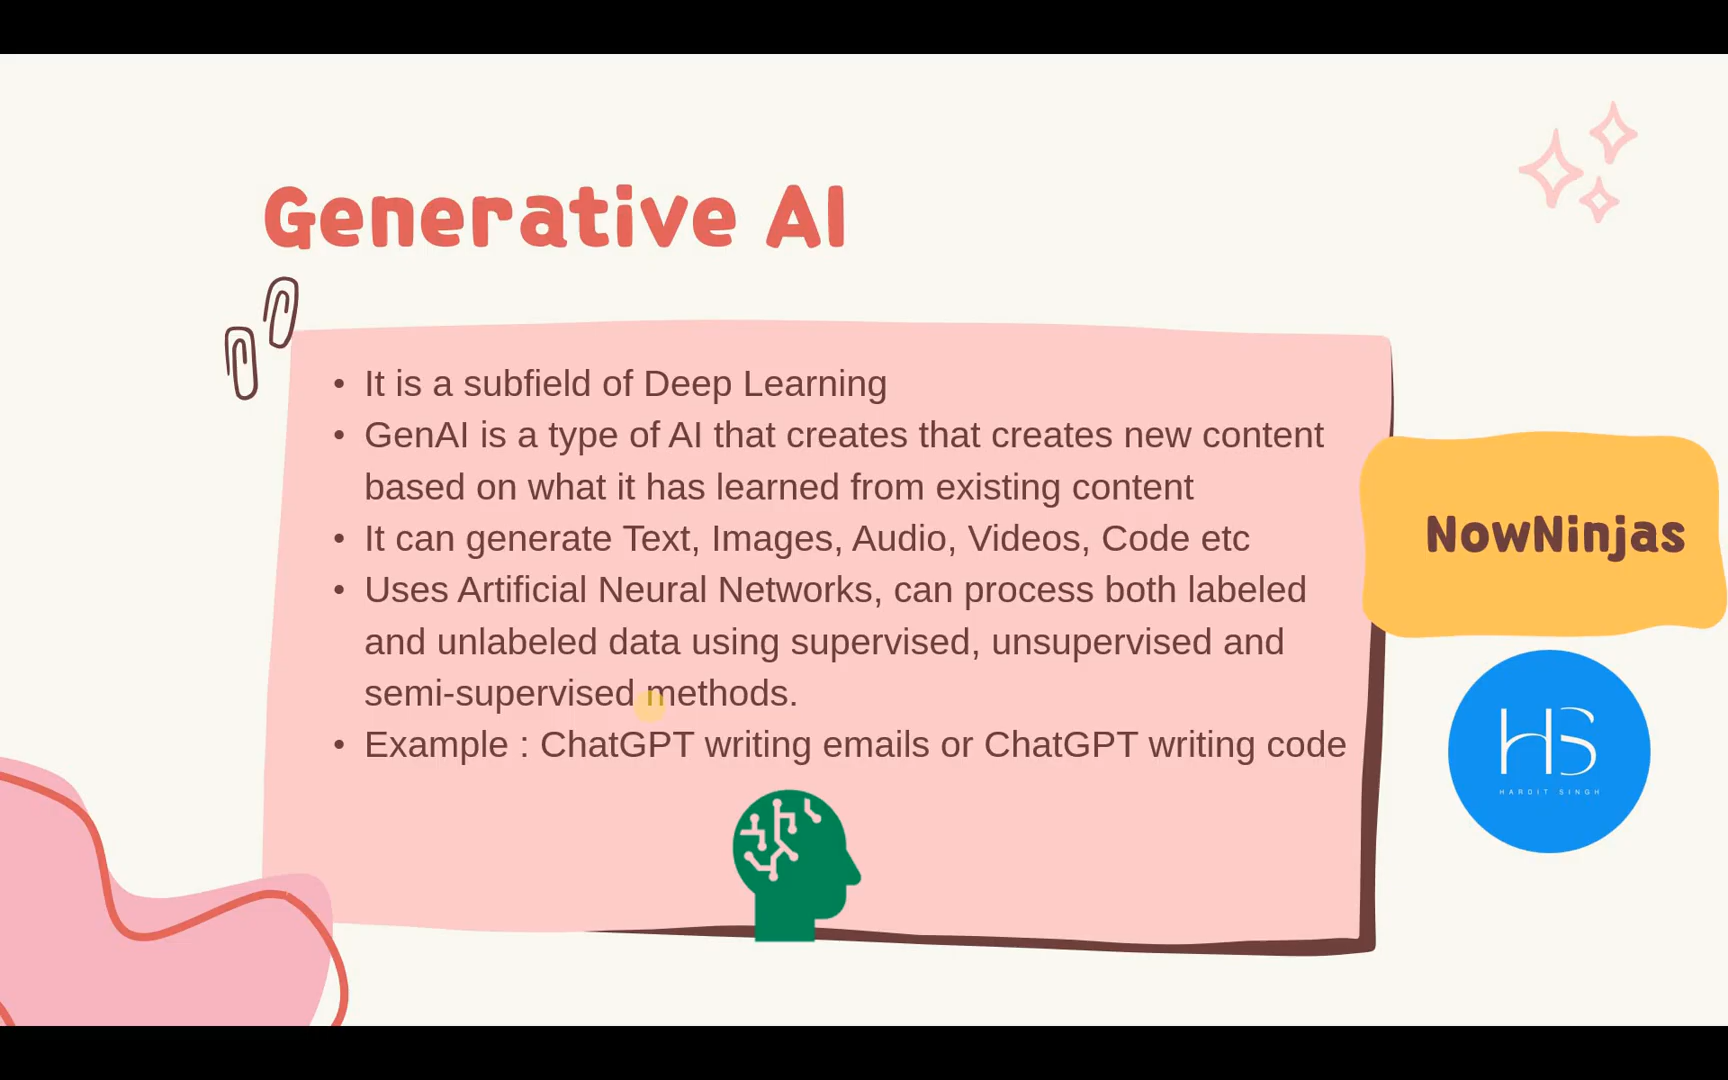 Generative AI
• It is a subfield of Deep Learning
• GenAI is a type of AI that creates that creates new content
based on what it has learned from existing content
• It can generate Text, Images, Audio, Videos, Code etc
• Uses Artificial Neural Networks, can process both labeled
and unlabeled data using supervised, unsupervised and
semi-supervised methods.
• Example : ChatGPT writing emails or ChatGPT writing code
NowNinjas
HS
HARDIT SINGH